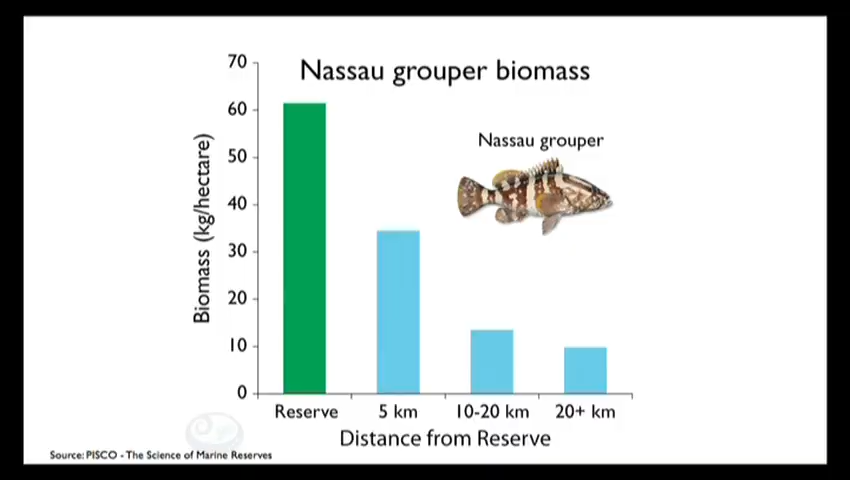 Nassau grouper biomass
Nassau grouper
Biomass (kg/hectare)
70
60
50
40
30
20
10
0
Reserve 5 km 10-20 km 20+ km
Distance from Reserve
Source: PISCO - The Science of Marine Reserves